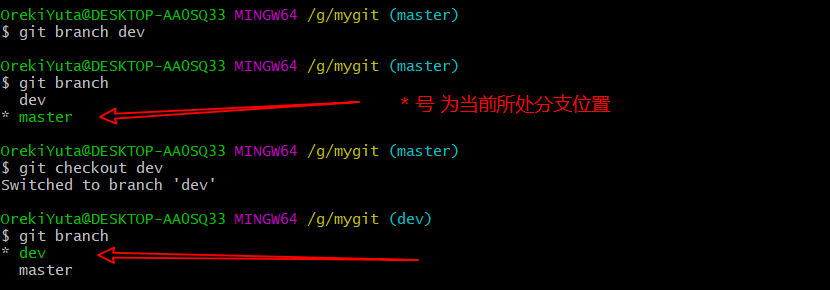 OrekiYuta@DESKTOP-AA0SQ33 MINGW64 /g/mygit (master)
$ git branch dev
OrekiYuta@DESKTOP-AA0SQ33 MINGW64 /g/mygit (master)
$ git branch
  dev
* master
* 号 为当前所处分支位置
OrekiYuta@DESKTOP-AA0SQ33 MINGW64 /g/mygit (master)
$ git checkout dev
Switched to branch 'dev'
OrekiYuta@DESKTOP-AA0SQ33 MINGW64 /g/mygit (dev)
$ git branch
* dev
  master